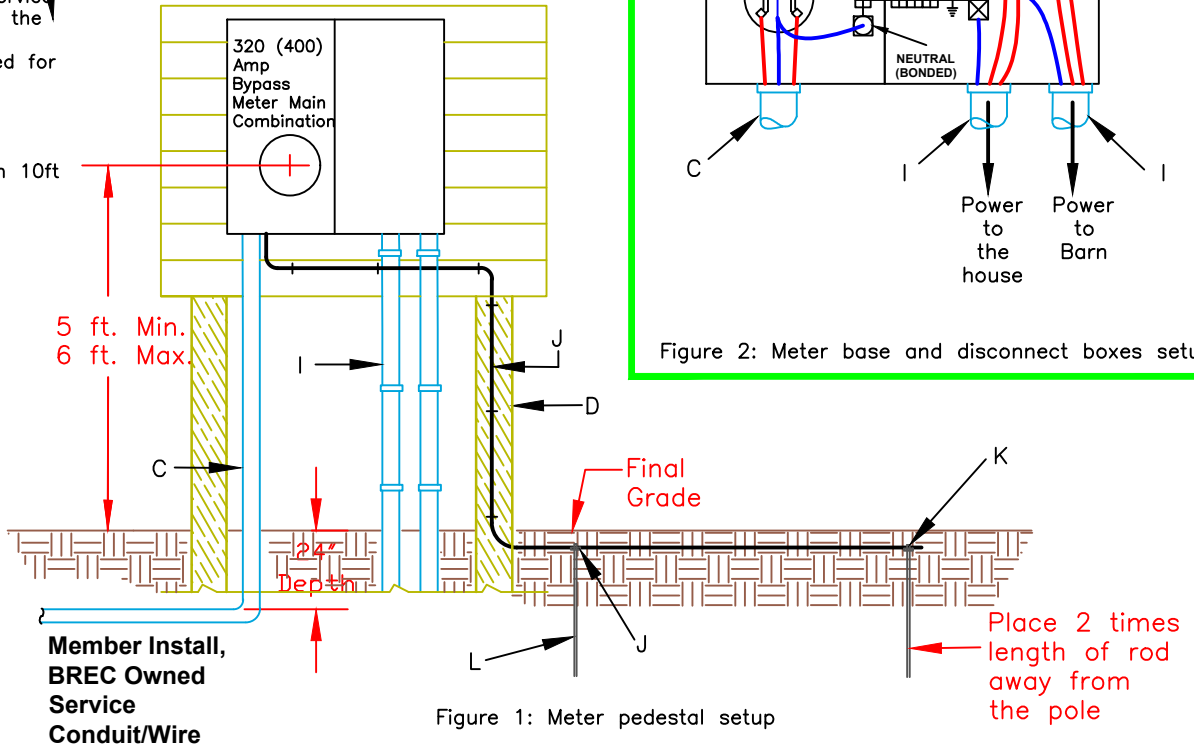 the
ed for
10ft
320 (400)
Amp
Bypass
Meter Main
Combination
5 ft. Min.
6 ft. Max.
I
J
D
C
24"
Depth
Final
Grade
K
L
J
Member Install,
BREC Owned
Service
Conduit/Wire
Place 2 times
length of rod
away from
the pole
Figure 1: Meter pedestal setup
NEUTRAL
(BONDED)
C
I
I
Power
to
the
house
Power
to
Barn
Figure 2: Meter base and disconnect boxes setu